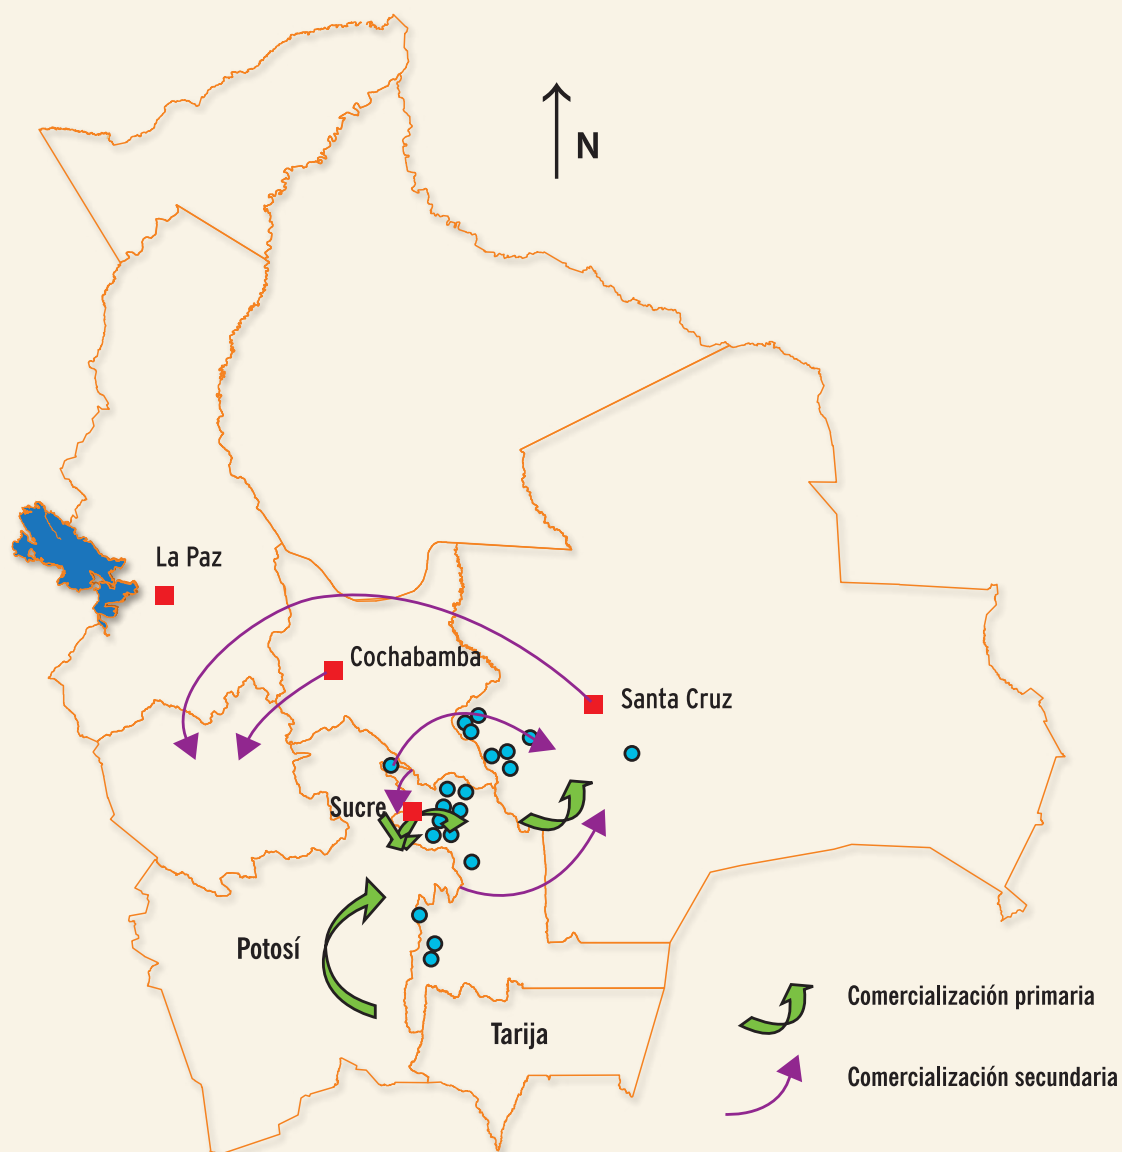 N
La Paz
Cochabamba
Santa Cruz
Sucre
Potosí
Tarija
Comercialización primaria
Comercialización secundaria